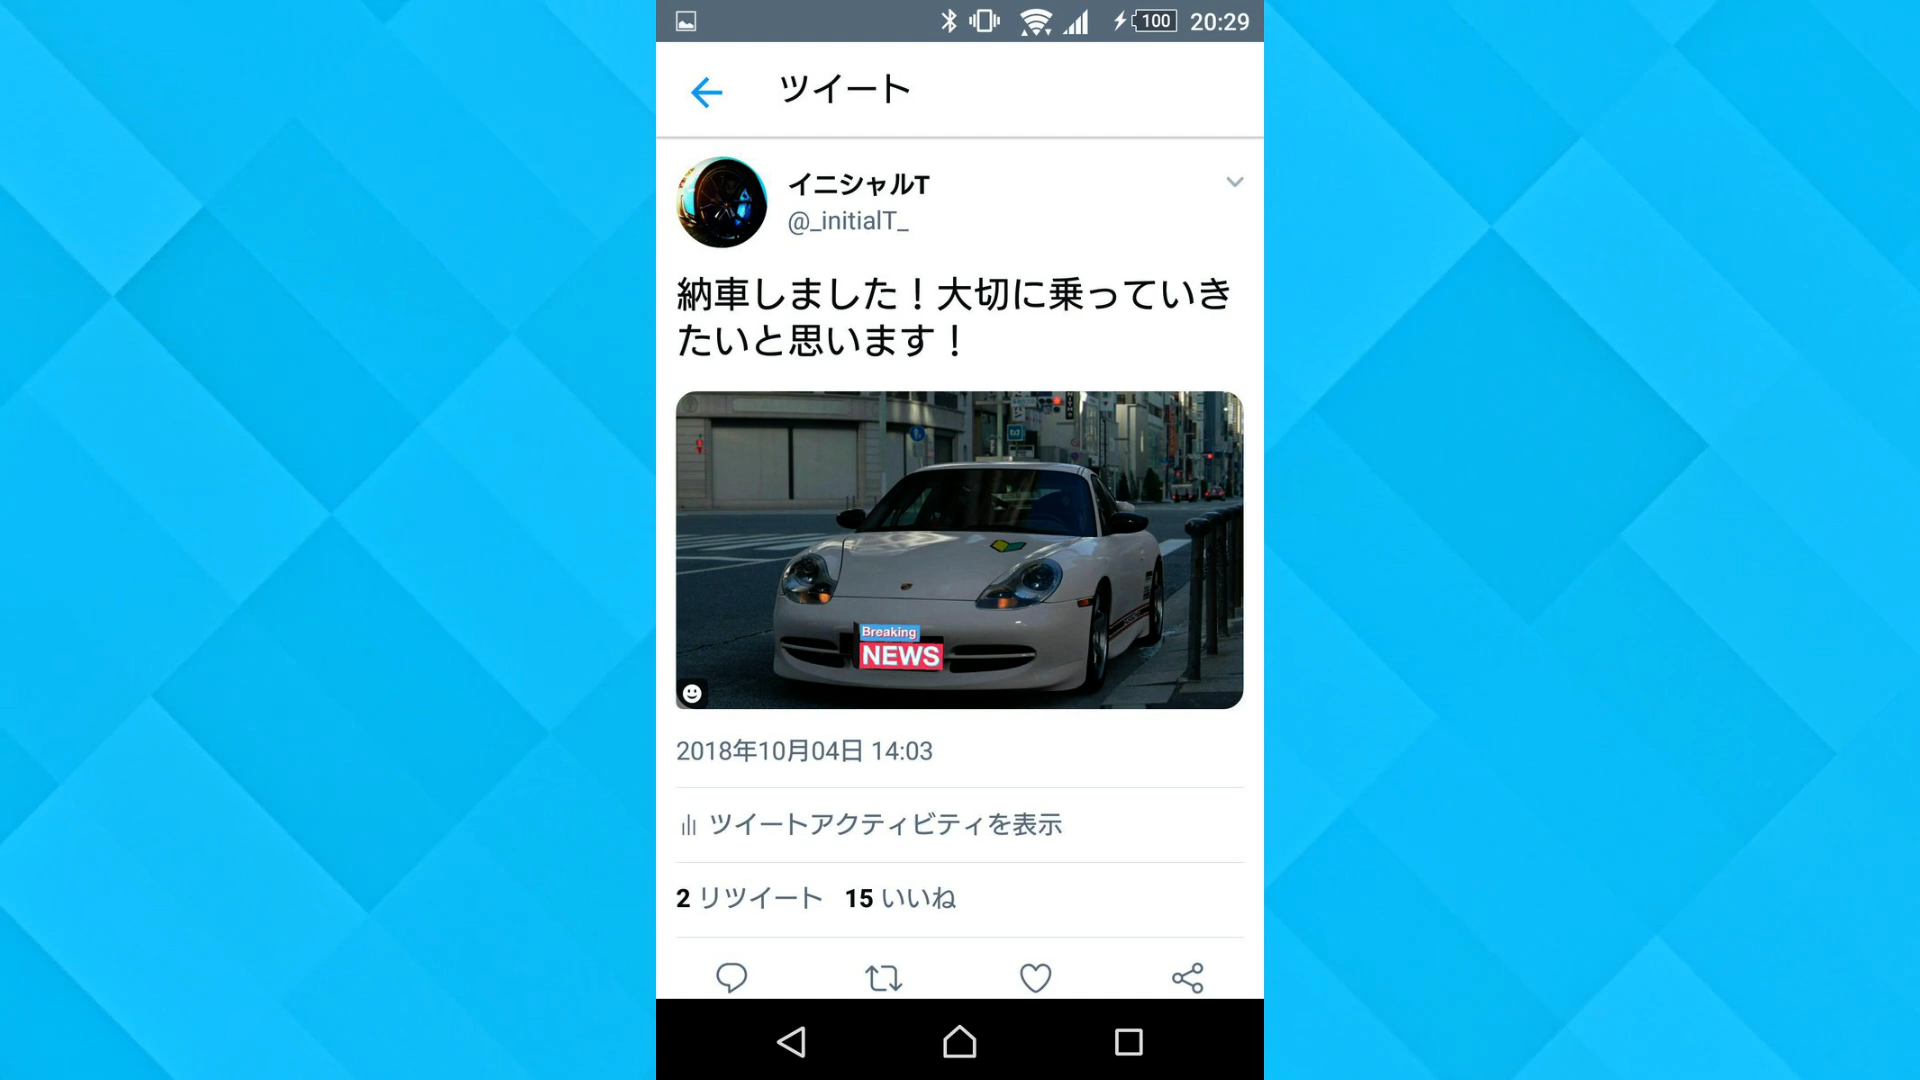 100 20:29
ツイート
イニシャルT
@_initialT_
納車しました！大切に乗っていき
たいと思います！
Breaking
NEWS
2018年10月04日 14:03
ツイートアクティビティを表示
2 リツイート 15 いいね